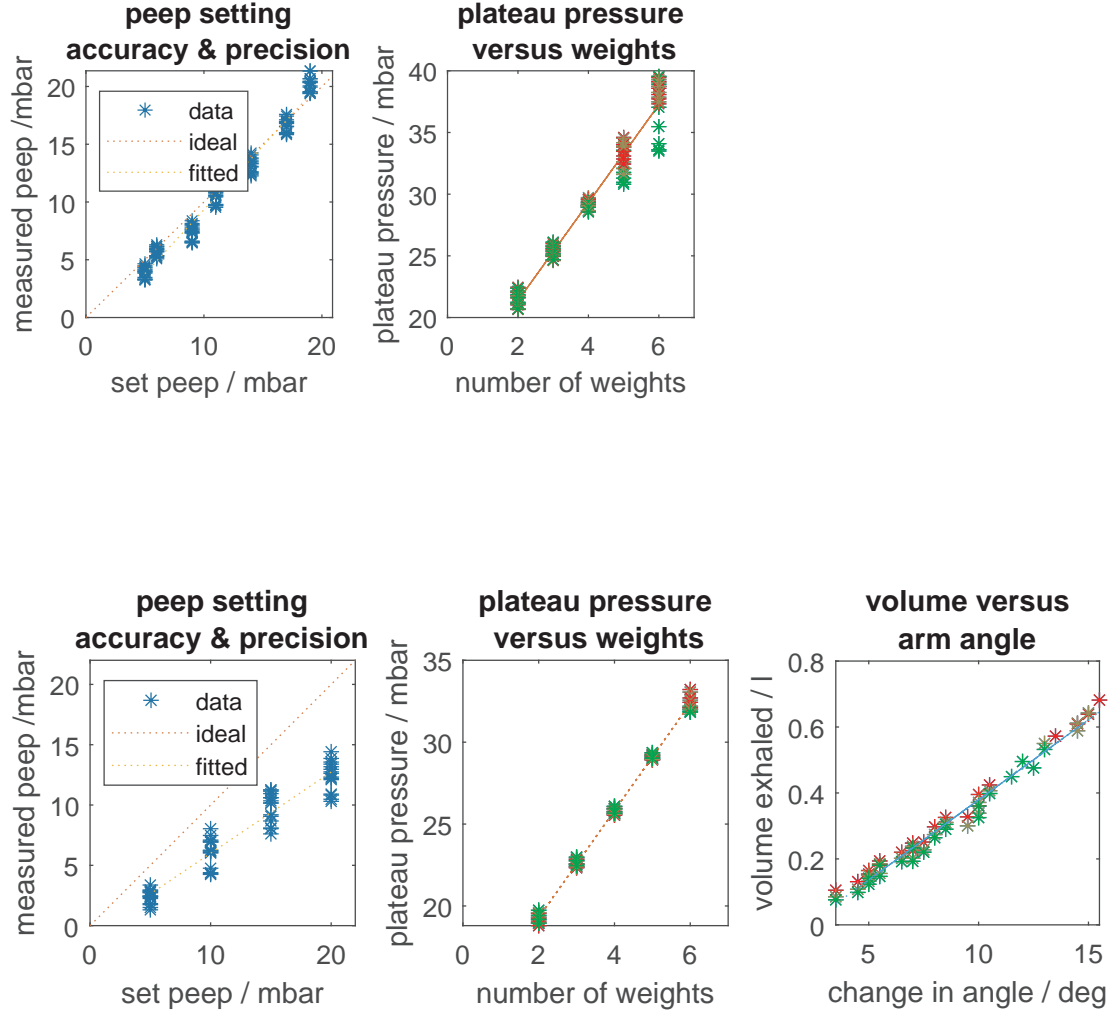 peep setting
accuracy & precision
measured peep /mbar
20
15
10
5
0
0
10
20
set peep / mbar
data
ideal
fitted
plateau pressure
versus weights
plateau pressure / mbar
40
35
30
25
20
0
2
4
6
number of weights
peep setting
accuracy & precision
measured peep /mbar
20
15
10
5
0
0
10
20
set peep / mbar
data
ideal
fitted
plateau pressure
versus weights
plateau pressure / mbar
35
30
25
20
0
2
4
6
number of weights
volume versus
arm angle
volume exhaled / l
0.8
0.6
0.4
0.2
0
5
10
15
change in angle / deg